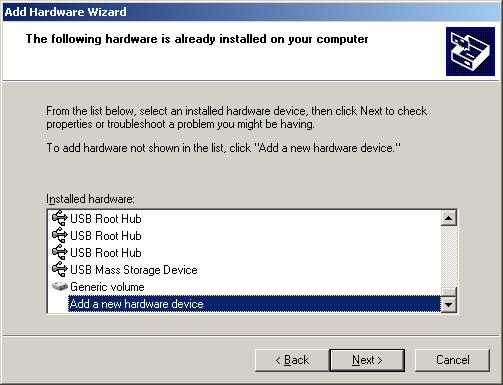 Add Hardware Wizard
The following hardware is already installed on your computer
From the list below, select an installed hardware device, then click Next to check
properties or troubleshoot a problem you might be having.
To add hardware not shown in the list, click "Add a new hardware device."
Installed hardware:
USB Root Hub
USB Root Hub
USB Root Hub
USB Mass Storage Device
Generic volume
Add a new hardware device
< Back
Next >
Cancel